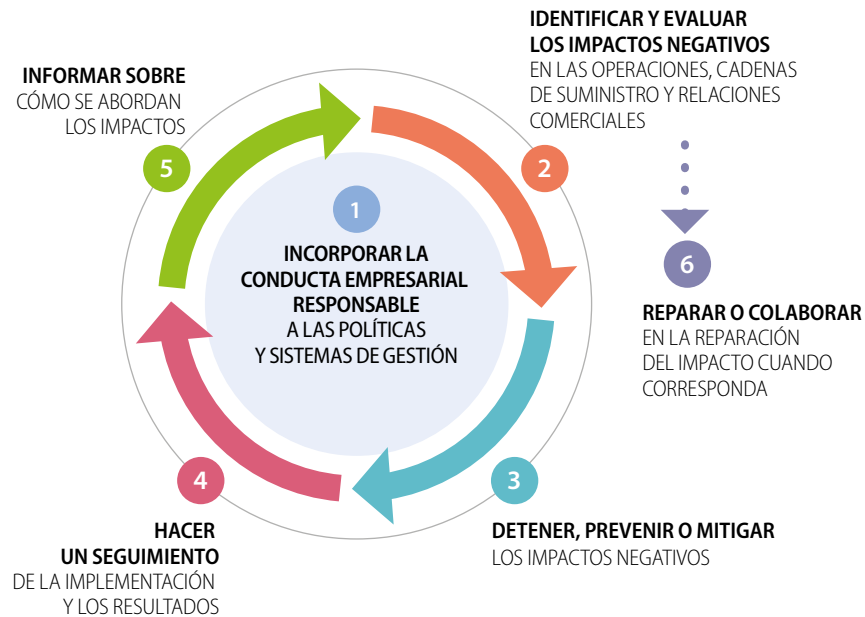 1
INCORPORAR LA
CONDUCTA EMPRESARIAL
RESPONSABLE
A LAS POLÍTICAS
Y SISTEMAS DE GESTIÓN
2
IDENTIFICAR Y EVALUAR
LOS IMPACTOS NEGATIVOS
EN LAS OPERACIONES, CADENAS
DE SUMINISTRO Y RELACIONES
COMERCIALES
3
DETENER, PREVENIR O MITIGAR
LOS IMPACTOS NEGATIVOS
4
HACER
UN SEGUIMIENTO
DE LA IMPLEMENTACIÓN
Y LOS RESULTADOS
5
INFORMAR SOBRE
CÓMO SE ABORDAN
LOS IMPACTOS
6
REPARAR O COLABORAR
EN LA REPARACIÓN
DEL IMPACTO CUANDO
CORRESPONDA